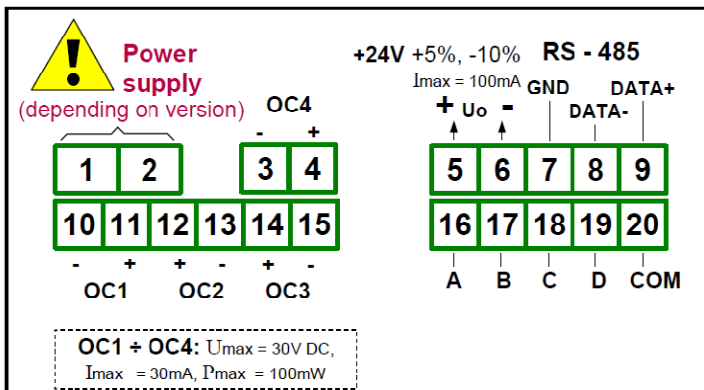 Power
supply
(depending on version)
+24V +5%, -10%
Imax = 100mA
RS - 485
OC4
- +
+ Uo -
GND
DATA-
DATA+
1 2 3 4
5 6 7 8 9
10 11 12 13 14 15
16 17 18 19 20
- + + - + -
OC1 OC2 OC3
A B C D COM
OC1 ÷ OC4: Umax = 30V DC,
Imax = 30mA, Pmax = 100mW